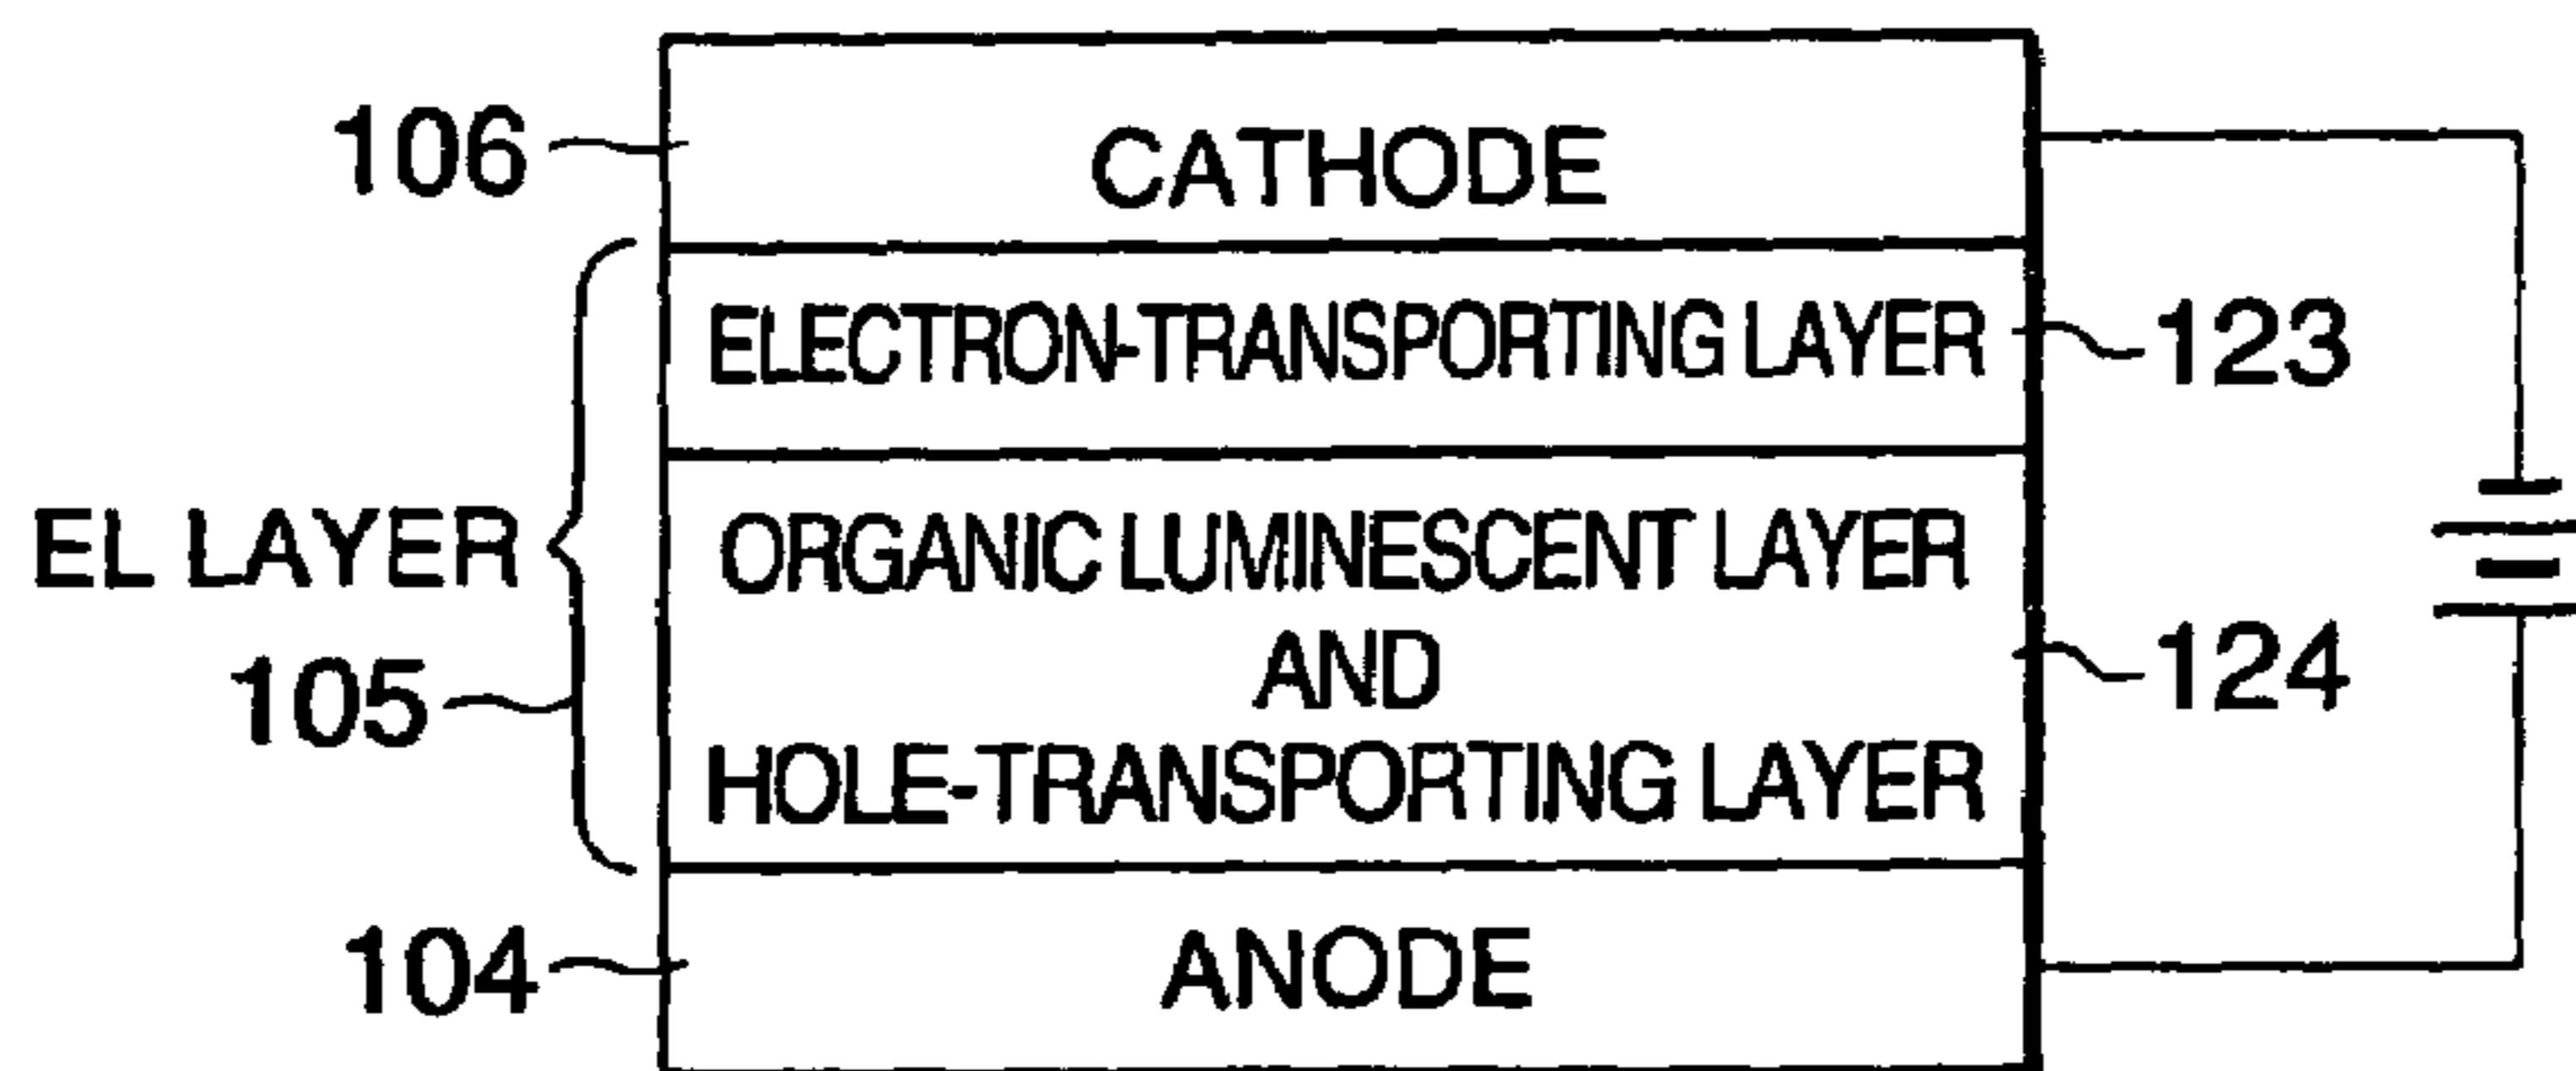 106
CATHODE
ELECTRON-TRANSPORTING LAYER
123
EL LAYER
105
ORGANIC LUMINESCENT LAYER
AND
HOLE-TRANSPORTING LAYER
124
104
ANODE